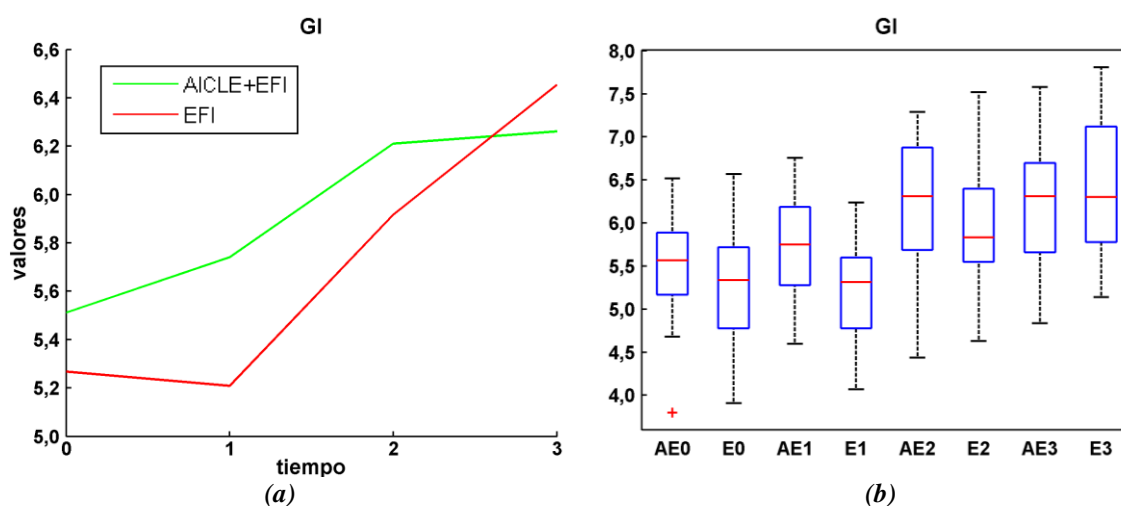 GI
6,6
6,4
6,2
6,0
5,8
5,6
5,4
5,2
5,0
valores
AICLE+EFI
EFI
0 1 2 3
tiempo
(a)
GI
8,0
7,5
7,0
6,5
6,0
5,5
5,0
4,5
4,0
AE0 E0 AE1 E1 AE2 E2 AE3 E3
(b)